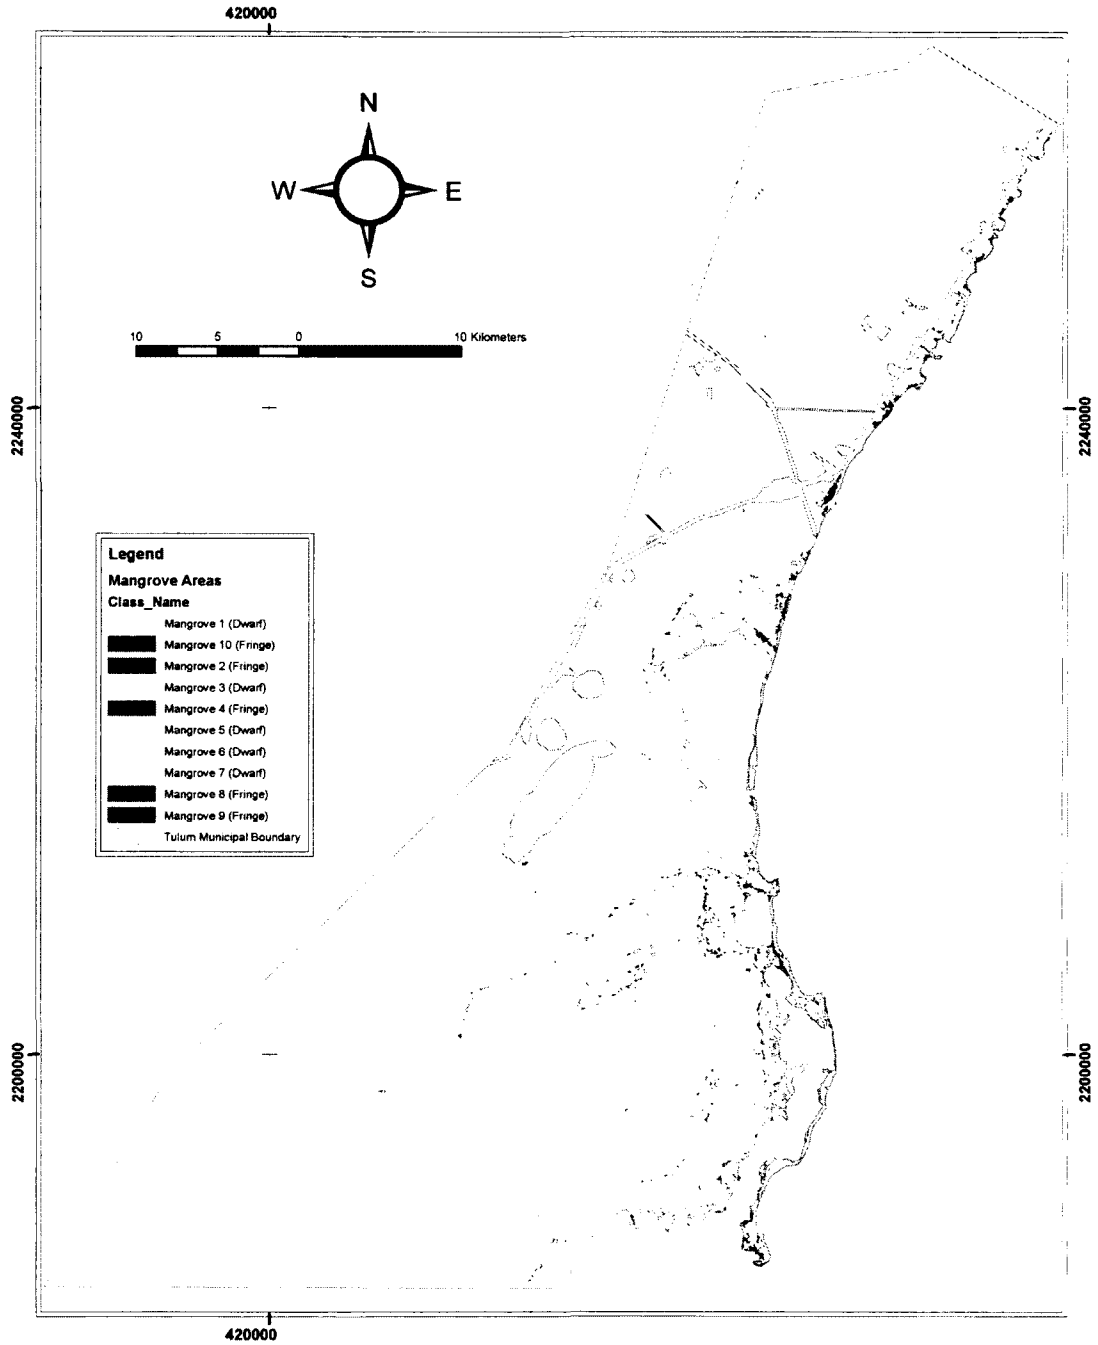 420000
N
W E
S
10 5 0 10 Kilometers
2240000 2240000
Legend
Mangrove Areas
Class_Name
Mangrove 1 (Dwarf)
Mangrove 10 (Fringe)
Mangrove 2 (Fringe)
Mangrove 3 (Dwarf)
Mangrove 4 (Fringe)
Mangrove 5 (Dwarf)
Mangrove 6 (Dwarf)
Mangrove 7 (Dwarf)
Mangrove 8 (Fringe)
Mangrove 9 (Fringe)
Tulum Municipal Boundary
2200000 2200000
420000